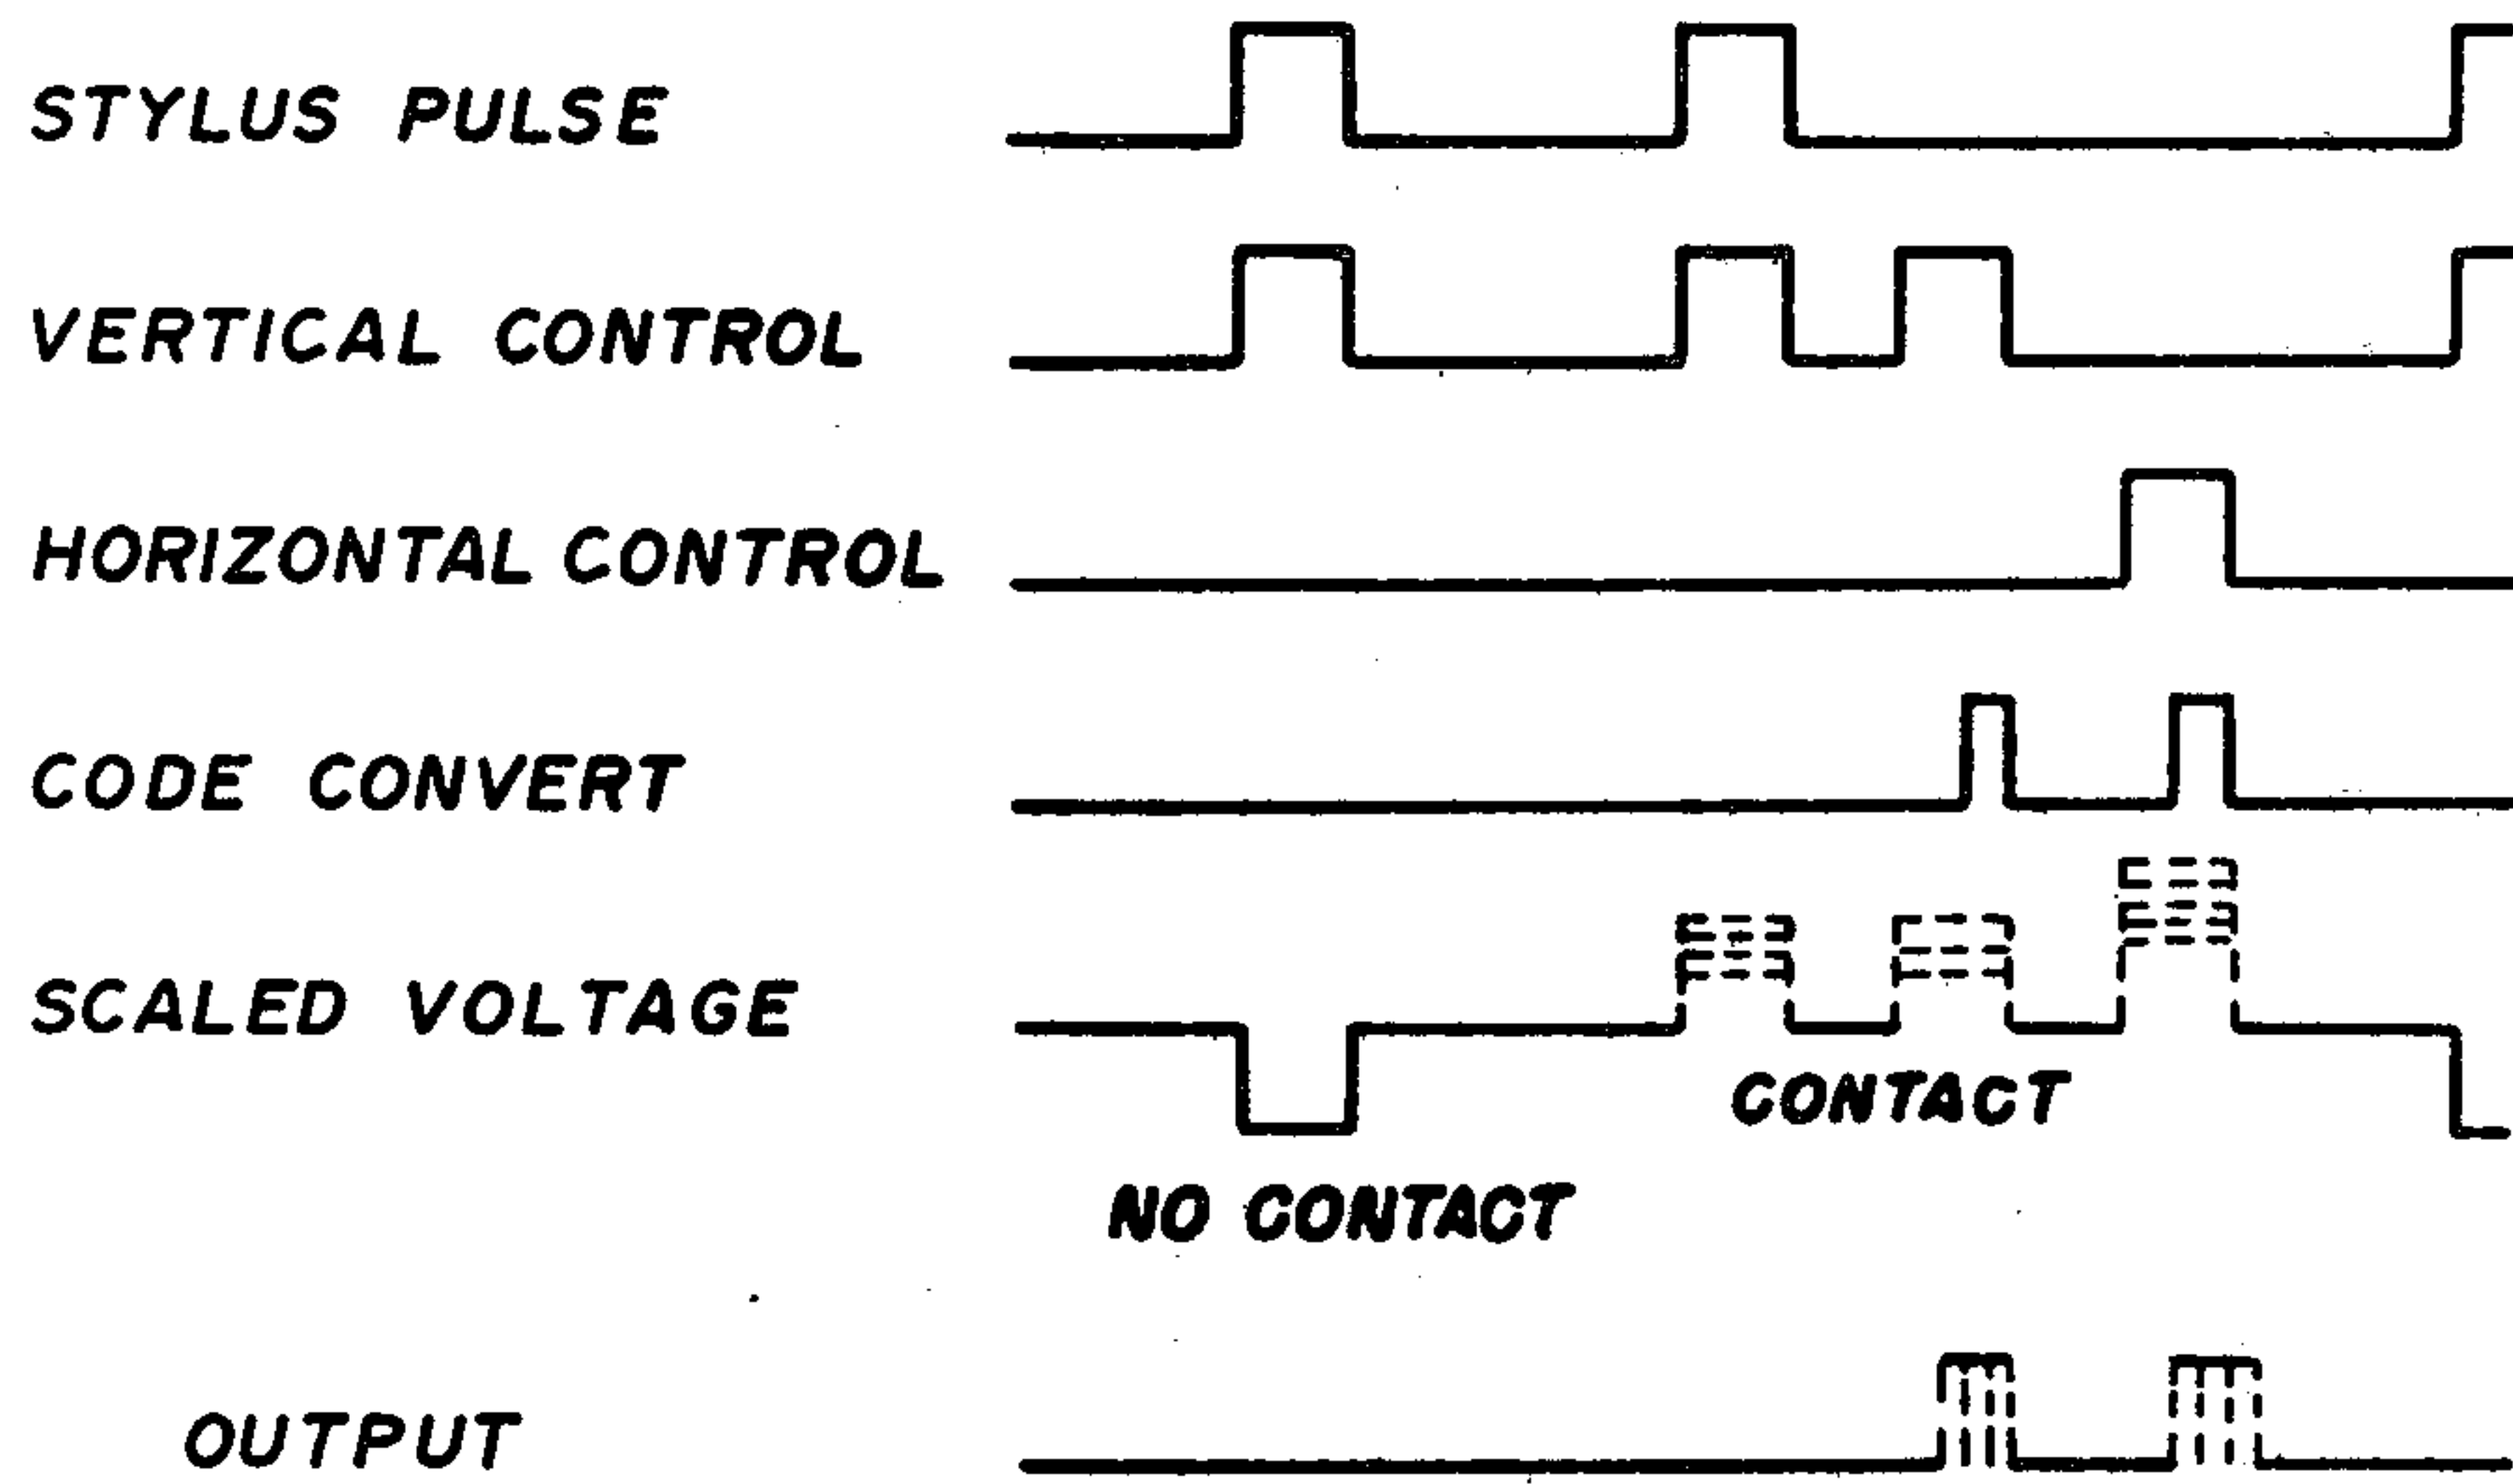 STYLUS PULSE
VERTICAL CONTROL
HORIZONTAL CONTROL
CODE CONVERT
SCALED VOLTAGE
CONTACT
NO CONTACT
OUTPUT